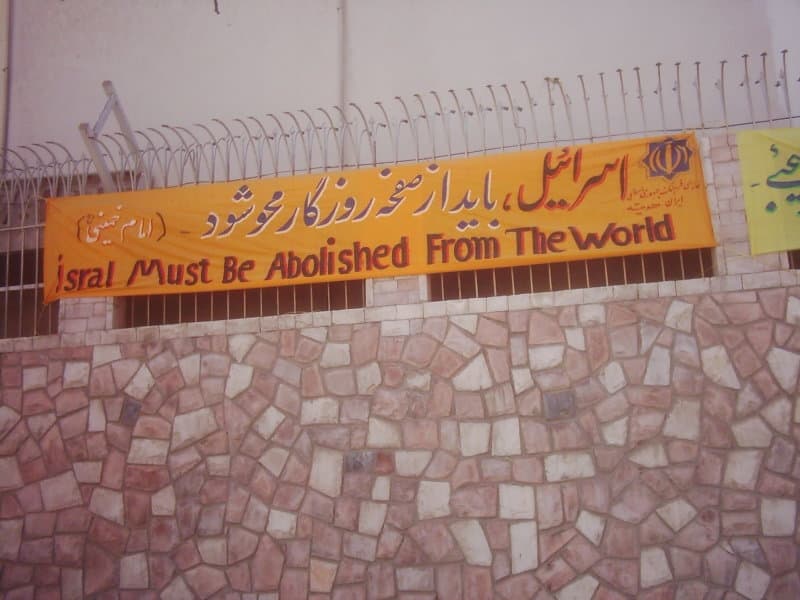 اسرائیل، باید از صفحه روزگار محو شود - (امام خمینی)
isral Must Be Abolished From The World